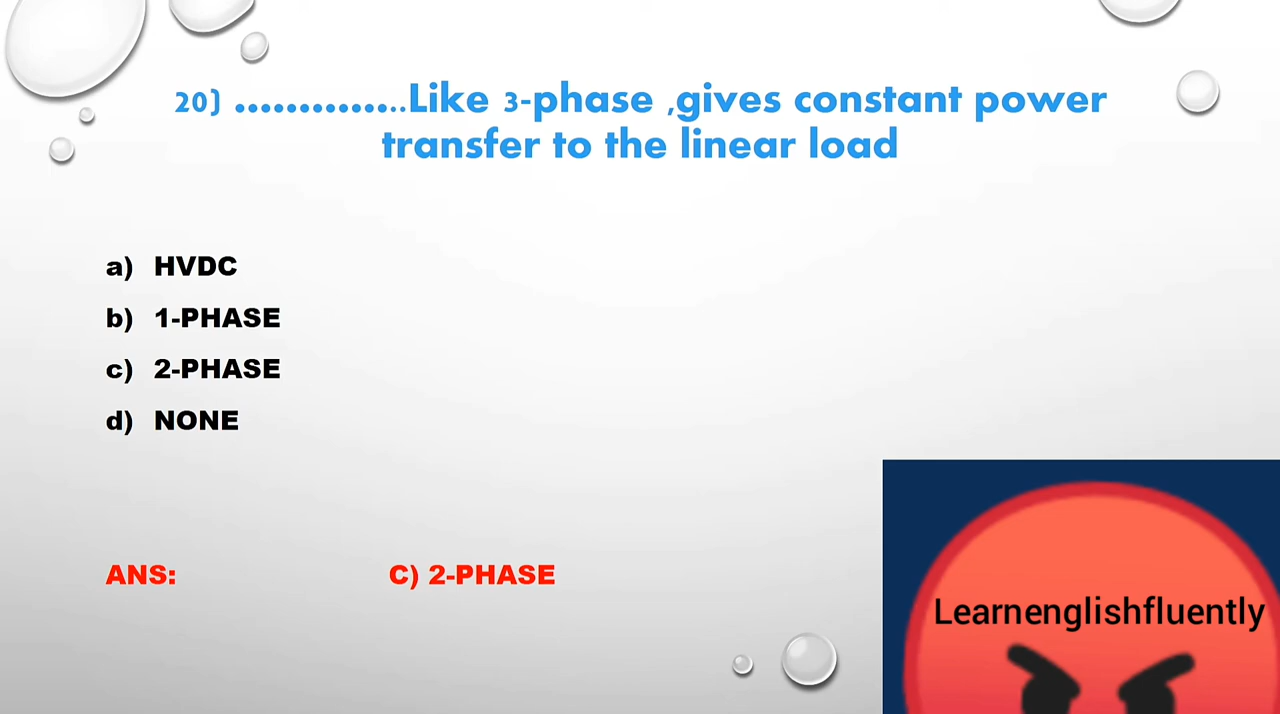 20) ...............Like 3-phase ,gives constant power
transfer to the linear load
a) HVDC
b) 1-PHASE
c) 2-PHASE
d) NONE
ANS: C) 2-PHASE
Learnenglishfluently